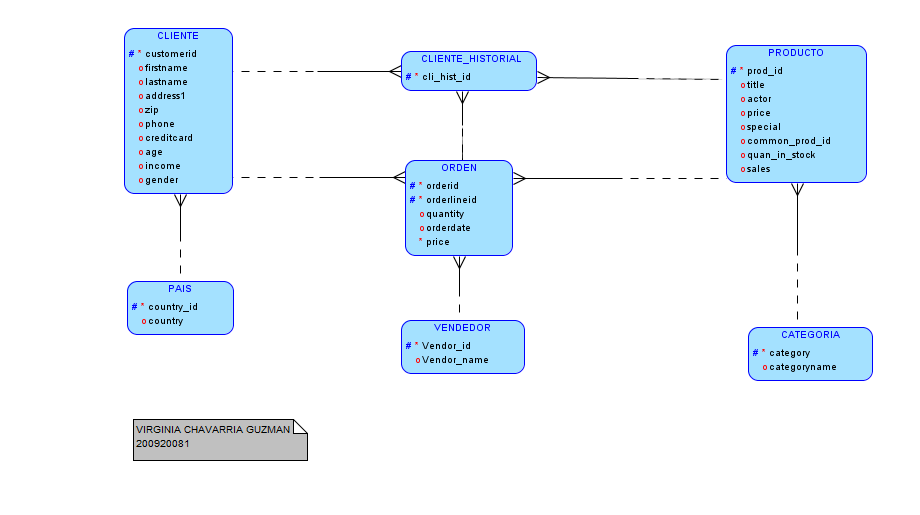 CLIENTE
# * customerid
o firstname
o lastname
o address1
o zip
o phone
o creditcard
o age
o income
o gender
CLIENTE_HISTORIAL
# * cli_hist_id
PRODUCTO
# * prod_id
o title
o actor
o price
o special
o common_prod_id
o quan_in_stock
o sales
ORDEN
# * orderid
# * orderlineid
o quantity
o orderdate
* price
PAIS
# * country_id
o country
VENDEDOR
# * Vendor_id
o Vendor_name
CATEGORIA
# * category
o categoryname
VIRGINIA CHAVARRIA GUZMAN
200920081